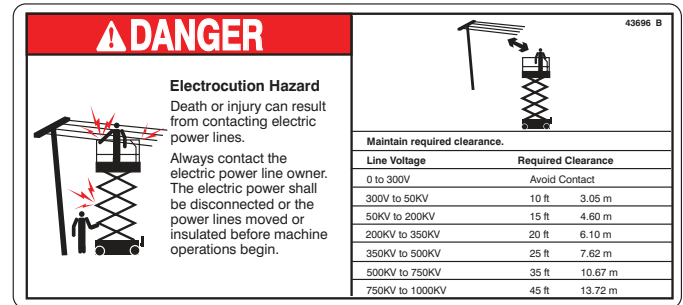 DANGER
Electrocution Hazard
Death or injury can result
from contacting electric
power lines.
Always contact the
electric power line owner.
The electric power shall
be disconnected or the
power lines moved or
insulated before machine
operations begin.
43696 B
Maintain required clearance.
Line Voltage Required Clearance
0 to 300V Avoid Contact
300V to 50KV 10 ft 3.05 m
50KV to 200KV 15 ft 4.60 m
200KV to 350KV 20 ft 6.10 m
350KV to 500KV 25 ft 7.62 m
500KV to 750KV 35 ft 10.67 m
750KV to 1000KV 45 ft 13.72 m